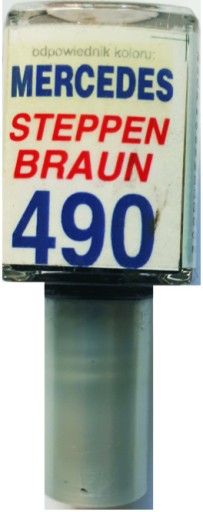 odpowiednik koloru:
MERCEDES
STEPPEN
BRAUN
490